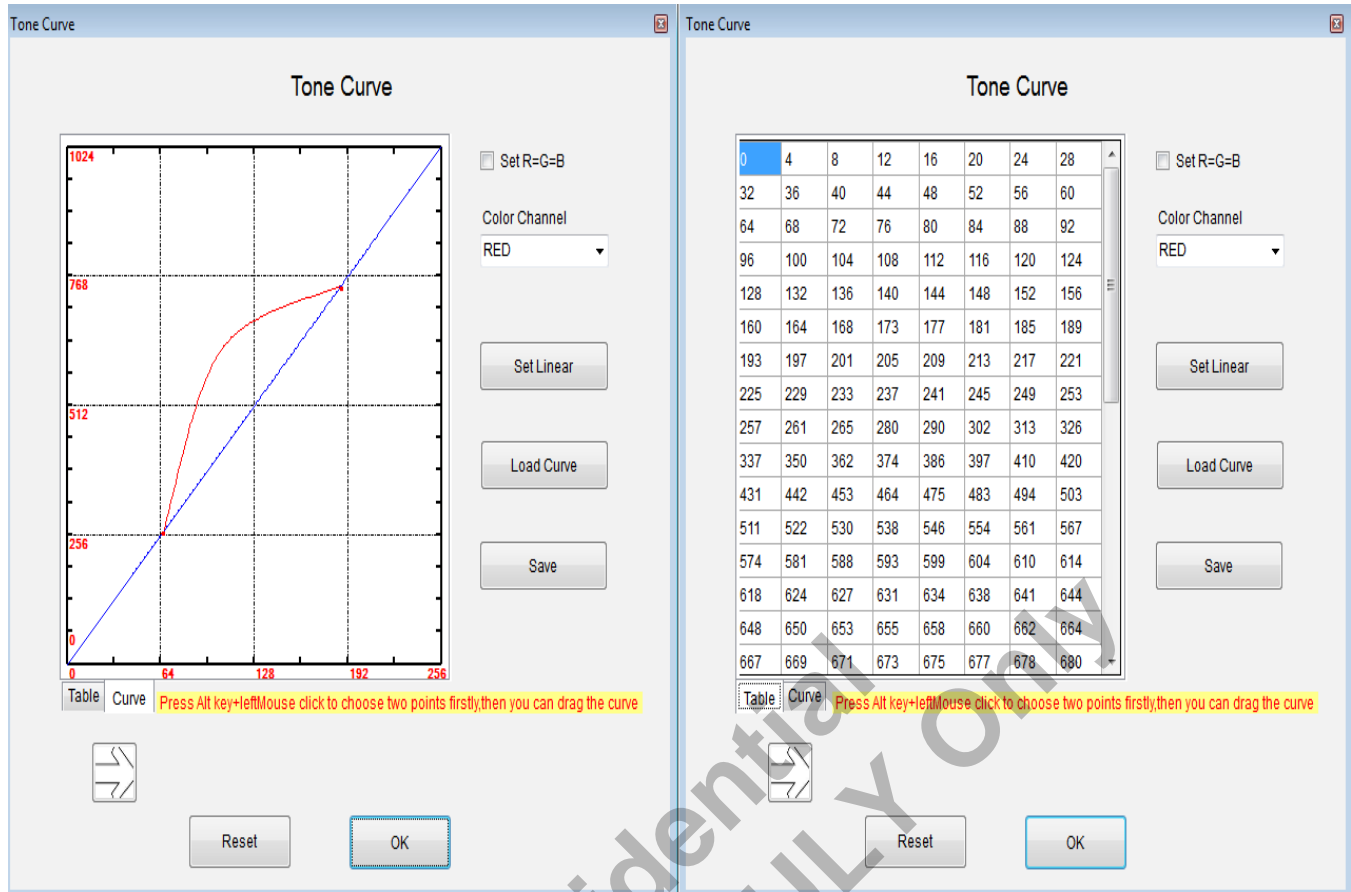 Tone Curve
Tone Curve
1024
768
512
256
0
0 64 128 192 256
Set R=G=B
Color Channel
RED
Set Linear
Load Curve
Save
Table Curve Press Alt key+leftMouse click to choose two points firstly,then you can drag the curve
Reset OK
Tone Curve
Tone Curve
0 4 8 12 16 20 24 28
32 36 40 44 48 52 56 60
64 68 72 76 80 84 88 92
96 100 104 108 112 116 120 124
128 132 136 140 144 148 152 156
160 164 168 173 177 181 185 189
193 197 201 205 209 213 217 221
225 229 233 237 241 245 249 253
257 261 265 280 290 302 313 326
337 350 362 374 386 397 410 420
431 442 453 464 475 483 494 503
511 522 530 538 546 554 561 567
574 581 588 593 599 604 610 614
618 624 627 631 634 638 641 644
648 650 653 655 658 660 662 664
667 669 671 673 675 677 678 680
Set R=G=B
Color Channel
RED
Set Linear
Load Curve
Save
Table Curve Press Alt key+leftMouse click to choose two points firstly,then you can drag the curve
Reset OK
Only